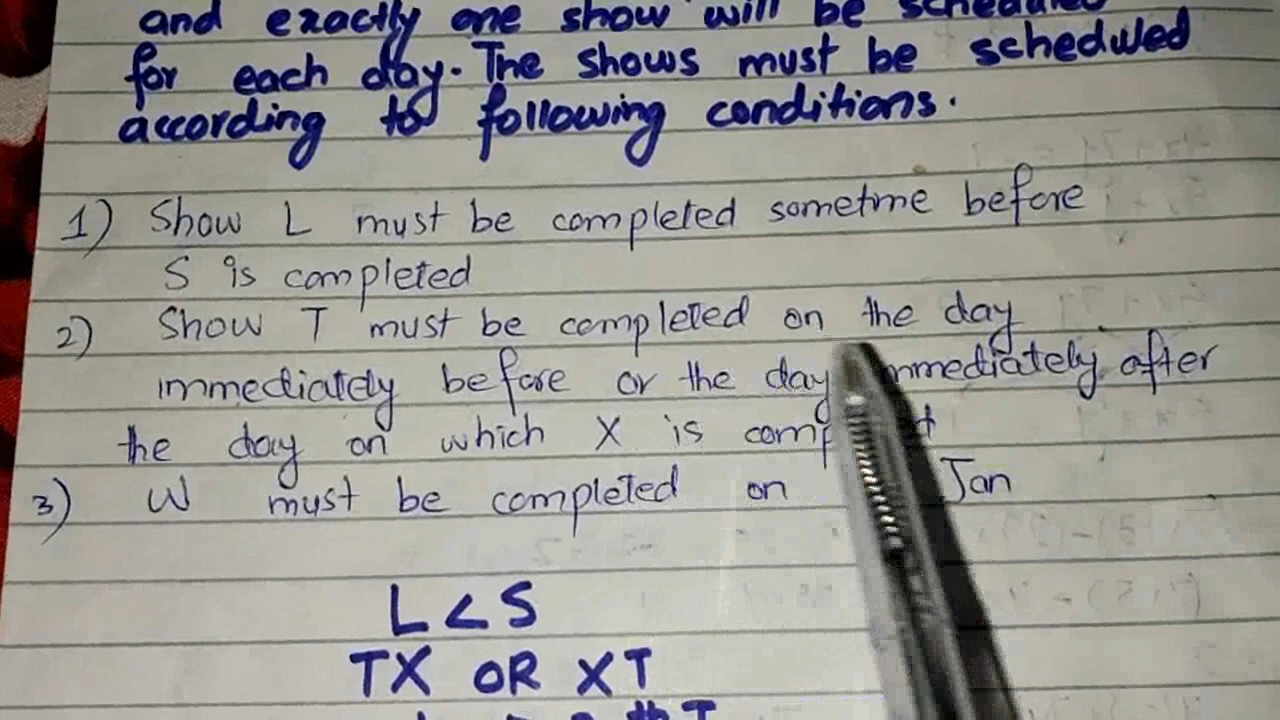 and exactly one show will be scheduled
for each day. The shows must be scheduled
according to following conditions.
1) Show L must be completed sometime before
S is completed
2) Show T must be completed on the day
immediately before or the day immediately after
the day on which X is
3) W must be completed on Jan
L < S
TX OR XT